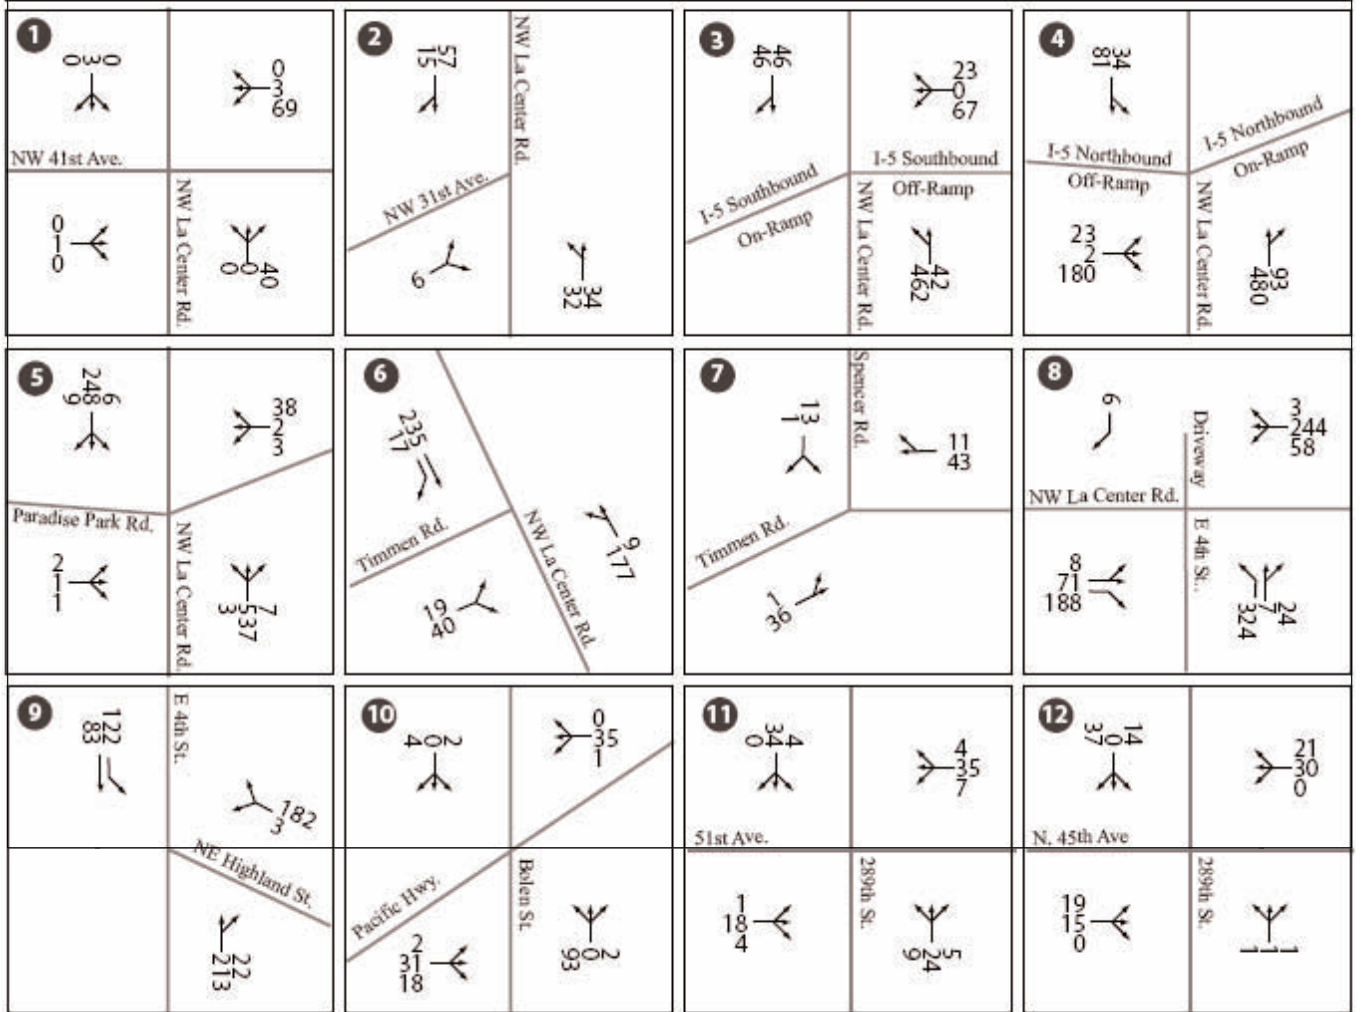 1
0 3 0
0
3
69
NW 41st Ave.
NW La Center Rd.
0
1
0
0 0 40
2
15 57
NW La Center Rd.
NW 31st Ave.
6
32 34
3
46 46
23
0
67
I-5 Southbound
Off-Ramp
I-5 Southbound
On-Ramp
NW La Center Rd.
462 42
4
81 34
I-5 Northbound
On-Ramp
I-5 Northbound
Off-Ramp
NW La Center Rd.
23
2
180
480 93
5
9 248 6
38
2
3
Paradise Park Rd.
NW La Center Rd.
2
1
1
3 537 7
6
17 235
Timmen Rd.
NW La Center Rd.
19
40
177 9
7
1 13
Spencer Rd.
11
43
Timmen Rd.
1
36
8
6
Driveway
3
244
58
NW La Center Rd.
E 4th St..
8
71
188
324 7 24
9
83 122
E 4th St.
182
3
NE Highland St.
213 22
10
4 0 2
0
35
1
Pacific Hwy.
Bolen St.
2
31
18
93 0 2
11
0 34 4
4
35
7
51st Ave.
289th St.
1
18
4
9 24 5
12
37 0 14
21
30
0
N. 45th Ave
289th St.
19
15
0
1 1 1